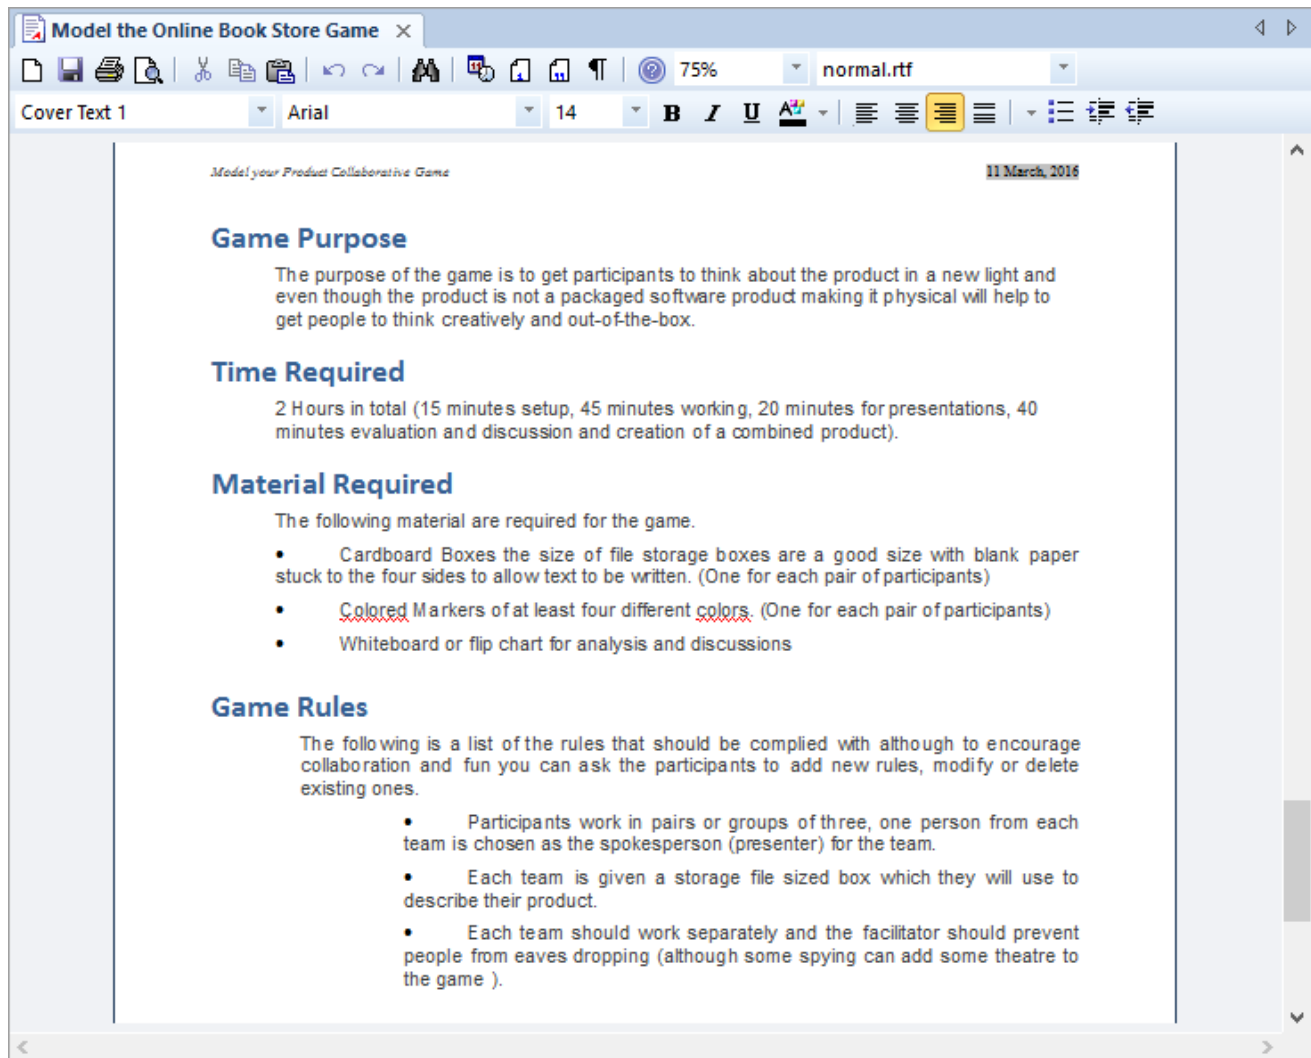 Model the Online Book Store Game
75%
normal.rtf
Cover Text 1
Arial
14
B I U A
Model your Product Collaborative Game
11 March, 2016
Game Purpose
The purpose of the game is to get participants to think about the product in a new light and
even though the product is not a packaged software product making it physical will help to
get people to think creatively and out-of-the-box.
Time Required
2 Hours in total (15 minutes setup, 45 minutes working, 20 minutes for presentations, 40
minutes evaluation and discussion and creation of a combined product).
Material Required
The following material are required for the game.
• Cardboard Boxes the size of file storage boxes are a good size with blank paper
stuck to the four sides to allow text to be written. (One for each pair of participants)
• Colored Markers of at least four different colors. (One for each pair of participants)
• Whiteboard or flip chart for analysis and discussions
Game Rules
The following is a list of the rules that should be complied with although to encourage
collaboration and fun you can ask the participants to add new rules, modify or delete
existing ones.
• Participants work in pairs or groups of three, one person from each
team is chosen as the spokesperson (presenter) for the team.
• Each team is given a storage file sized box which they will use to
describe their product.
• Each team should work separately and the facilitator should prevent
people from eaves dropping (although some spying can add some theatre to
the game ).